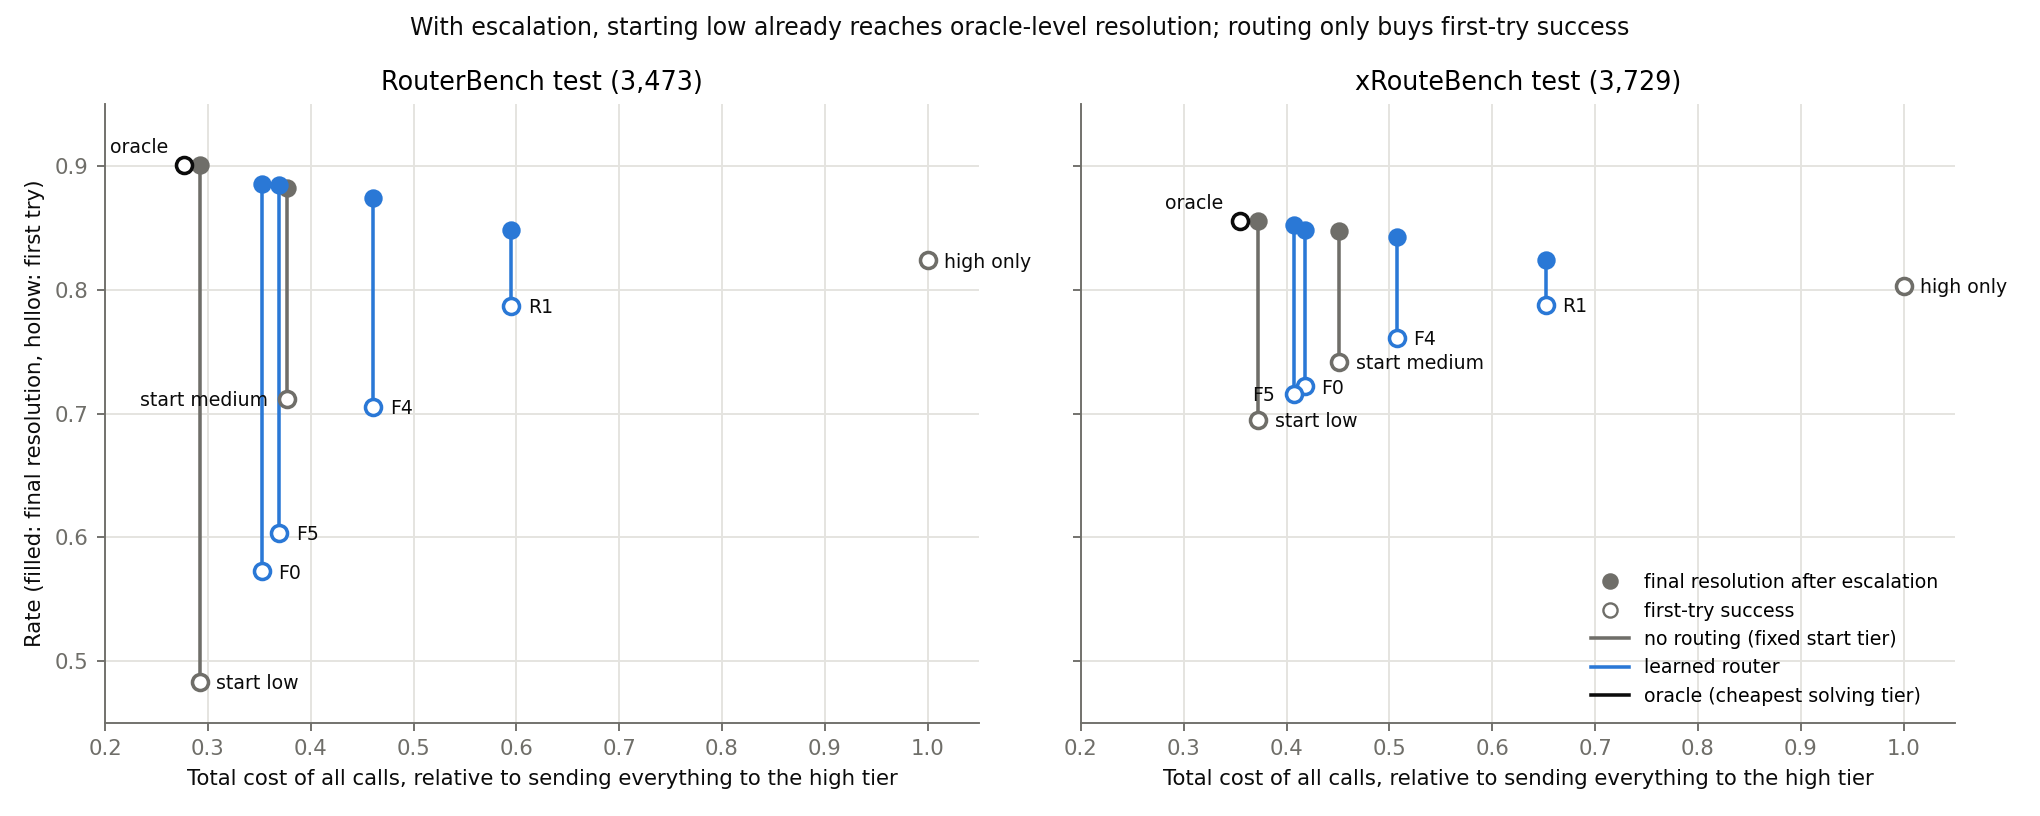 With escalation, starting low already reaches oracle-level resolution; routing only buys first-try success
RouterBench test (3,473)
Rate (filled: final resolution, hollow: first try)
0.9
0.8
0.7
0.6
0.5
oracle
high only
R1
start medium
F4
F5
F0
start low
0.2 0.3 0.4 0.5 0.6 0.7 0.8 0.9 1.0
Total cost of all calls, relative to sending everything to the high tier
xRouteBench test (3,729)
oracle
high only
R1
F4
start medium
F5 F0
start low
final resolution after escalation
first-try success
no routing (fixed start tier)
learned router
oracle (cheapest solving tier)
0.2 0.3 0.4 0.5 0.6 0.7 0.8 0.9 1.0
Total cost of all calls, relative to sending everything to the high tier